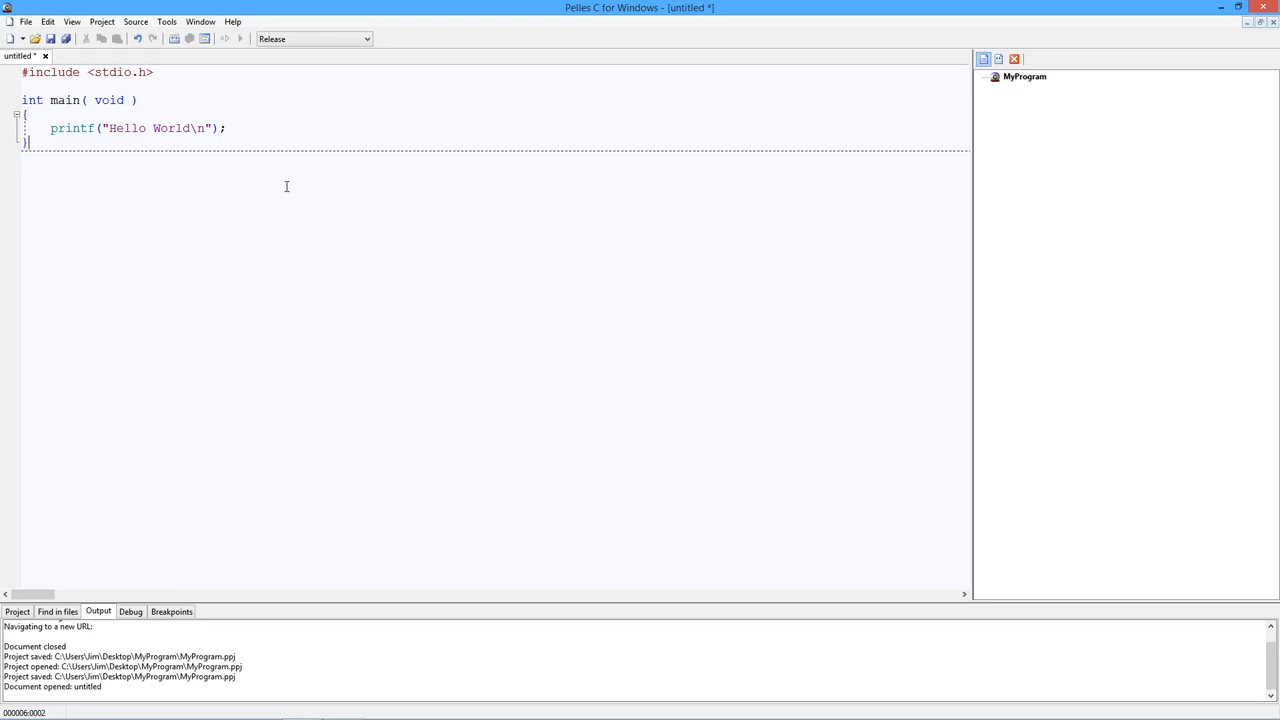 Pelles C for Windows - [untitled *]
File Edit View Project Source Tools Window Help
Release
untitled *
#include <stdio.h>
int main( void )
{
printf("Hello World\n");
}
MyProgram
Project Find in files Output Debug Breakpoints
Navigating to a new URL:
Document closed
Project saved: C:\Users\Jim\Desktop\MyProgram\MyProgram.ppj
Project opened: C:\Users\Jim\Desktop\MyProgram\MyProgram.ppj
Project saved: C:\Users\Jim\Desktop\MyProgram\MyProgram.ppj
Document opened: untitled
000006:0002